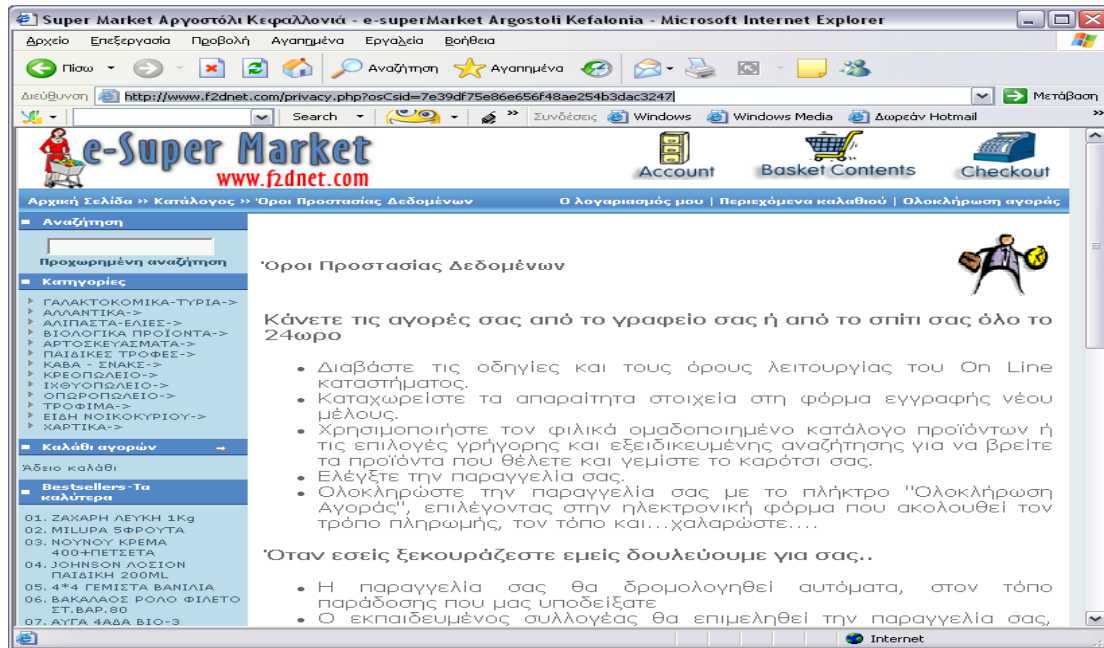 Super Market Αργοστόλι Κεφαλλονιά - e-superMarket Argostoli Kefalonia - Microsoft Internet Explorer
Αρχείο Επεξεργασία Προβολή Αγαπημένα Εργαλεία Βοήθεια
Πίσω Αναζήτηση Αγαπημένα
Διεύθυνση http://www.f2dnet.com/privacy.php?osCsid=7e39df75e86e656f48ae254b3dac3247 Μετάβαση
Search Συνδέσεις Windows Windows Media Δωρεάν Hotmail
e-Super Market
www.f2dnet.com
Account Basket Contents Checkout
Αρχική Σελίδα » Κατάλογος » Όροι Προστασίας Δεδομένων Ο λογαριασμός μου | Περιεχόμενα καλαθιού | Ολοκλήρωση αγοράς
Αναζήτηση
Προχωρημένη αναζήτηση
Κατηγορίες
ΓΑΛΑΚΤΟΚΟΜΙΚΑ-ΤΥΡΙΑ->
ΑΛΛΑΝΤΙΚΑ->
ΑΛΙΠΑΣΤΑ-ΕΛΙΕΣ->
ΒΙΟΛΟΓΙΚΑ ΠΡΟΪΟΝΤΑ->
ΑΡΤΟΣΚΕΥΑΣΜΑΤΑ->
ΠΑΙΔΙΚΕΣ ΤΡΟΦΕΣ->
ΚΑΒΑ - ΣΝΑΚΣ->
ΚΡΕΟΠΩΛΕΙΟ->
ΙΧΘΥΟΠΩΛΕΙΟ->
ΟΠΩΡΟΠΩΛΕΙΟ->
ΤΡΟΦΙΜΑ->
ΕΙΔΗ ΝΟΙΚΟΚΥΡΙΟΥ->
ΧΑΡΤΙΚΑ->
Καλάθι αγορών
Άδειο καλάθι
Bestsellers-Τα
καλύτερα
01. ΖΑΧΑΡΗ ΛΕΥΚΗ 1Kg
02. MILUPA 5ΦΡΟΥΤΑ
03. ΝΟΥΝΟΥ ΚΡΕΜΑ
400+ΠΕΤΣΕΤΑ
04. JOHNSON ΛΟΣΙΟΝ
ΠΑΙΔΙΚΗ 200ML
05. 4*4 ΓΕΜΙΣΤΑ ΒΑΝΙΛΙΑ
06. ΒΑΚΑΛΑΟΣ ΡΟΛΟ ΦΙΛΕΤΟ
ΣΤ.ΒΑΡ.80
07. ΑΥΓΑ 4ΑΔΑ ΒΙΟ-3
Όροι Προστασίας Δεδομένων
Κάνετε τις αγορές σας από το γραφείο σας ή από το σπίτι σας όλο το
24ωρο
• Διαβάστε τις οδηγίες και τους όρους λειτουργίας του On Line
καταστήματος.
• Καταχωρείστε τα απαραίτητα στοιχεία στη φόρμα εγγραφής νέου
μέλους.
• Χρησιμοποιήστε τον φιλικά ομαδοποιημένο κατάλογο προϊόντων ή
τις επιλογές γρήγορης και εξειδικευμένης αναζήτησης για να βρείτε
τα προϊόντα που θέλετε και γεμίστε το καρότσι σας.
• Ελέγξτε την παραγγελία σας.
• Ολοκληρώστε την παραγγελία σας με το πλήκτρο "Ολοκλήρωση
Αγοράς", επιλέγοντας στην ηλεκτρονική φόρμα που ακολουθεί τον
τρόπο πληρωμής, τον τόπο και...χαλαρώστε....
Όταν εσείς ξεκουράζεστε εμείς δουλεύουμε για σας..
• Η παραγγελία σας θα δρομολογηθεί αυτόματα, στον τόπο
παράδοσης που μας υποδείξατε
• Ο εκπαιδευμένος συλλογέας θα επιμεληθεί την παραγγελία σας,
Internet